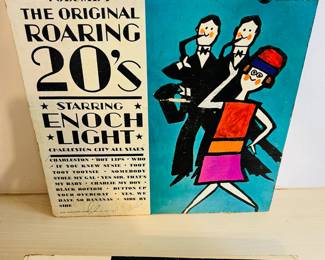 THE ORIGINAL
ROARING
20's
STARRING
ENOCH
LIGHT
CHARLESTON CITY ALL STARS
CHARLESTON • HOT LIPS • WHO
IF YOU KNEW SUSIE • TOOT
TOOT TOOTSIE • SOMEBODY
STOLE MY GAL • YES SIR, THAT'S
MY BABY • CHARLIE MY BOY •
BLACK BOTTOM • BUTTON UP
YOUR OVERCOAT • YES, WE
HAVE NO BANANAS • SIDE BY
SIDE